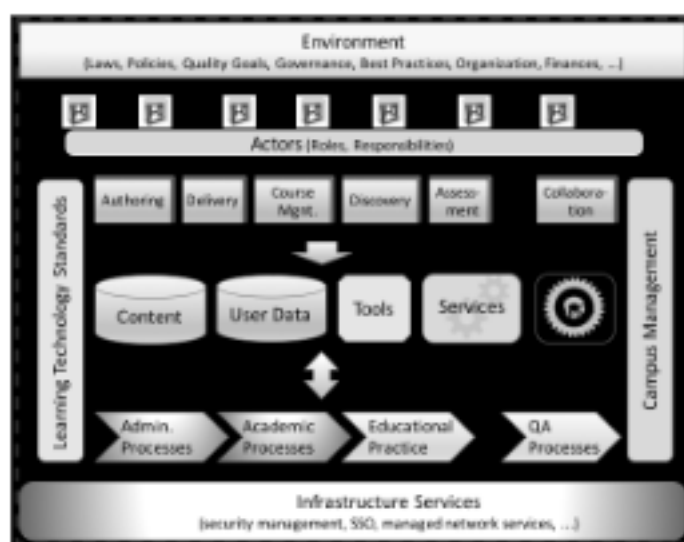 Environment
(Laws, Policies, Quality Goals, Governance, Best Practices, Organization, Finances, ...)
Actors (Roles, Responsibilities)
Learning Technology Standards
Authoring
Delivery
Course
Mgnt.
Discovery
Assess-
ment
Collabora-
tion
Campus Management
Content
User Data
Tools
Services
Admin.
Processes
Academic
Processes
Educational
Practice
QA
Processes
Infrastructure Services
(security management, SSO, managed network services, ...)